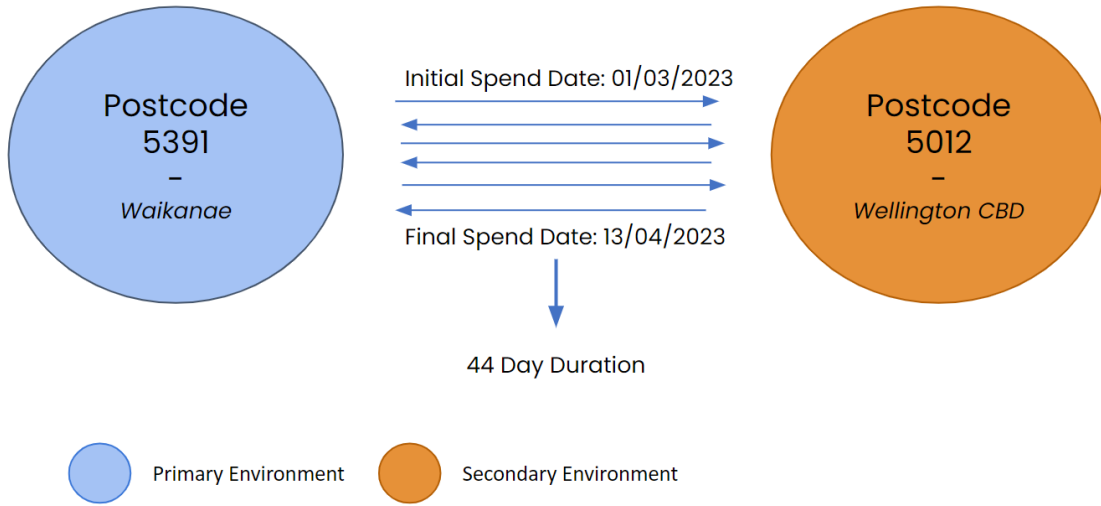 Postcode
5391
–
Waikanae
Initial Spend Date: 01/03/2023
Final Spend Date: 13/04/2023
44 Day Duration
Postcode
5012
–
Wellington CBD
Primary Environment
Secondary Environment